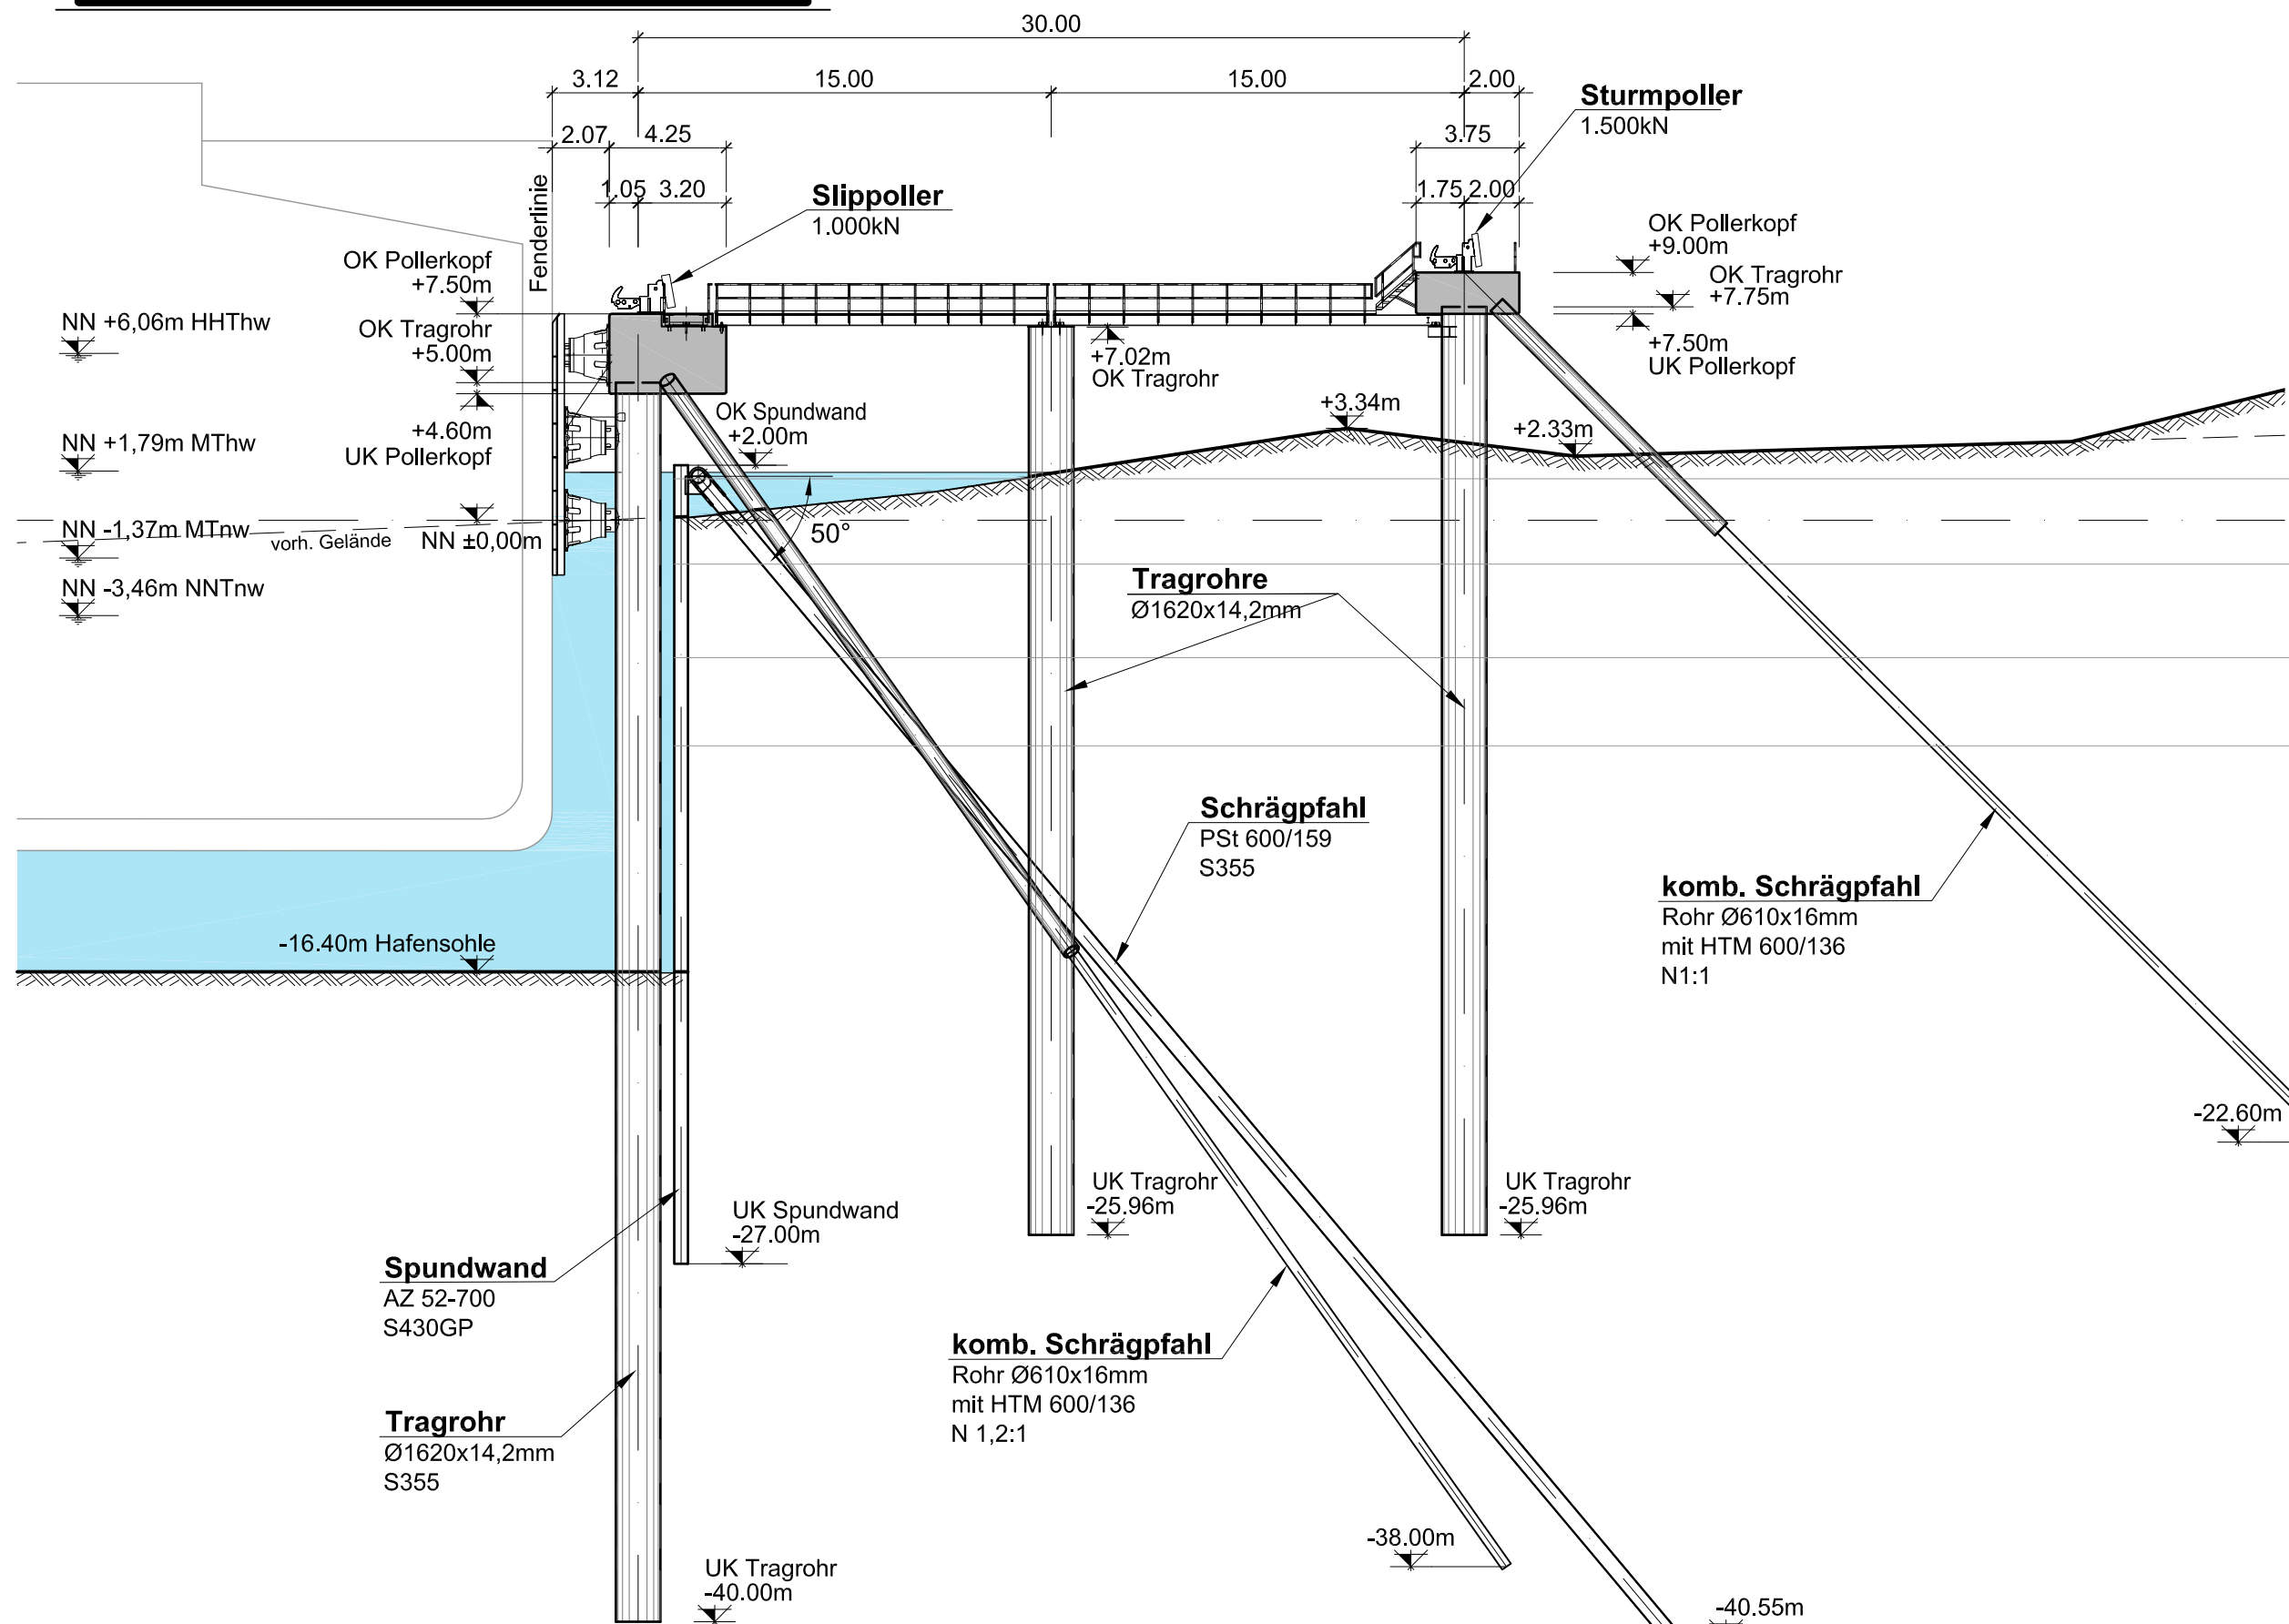 30.00
3.12
15.00
15.00
2.00
Sturmpoller
1.500kN
2.07
4.25
3.75
Fenderlinie
1.05
3.20
Slippoller
1.000kN
1.75
2.00
OK Pollerkopf
+7.50m
OK Pollerkopf
+9.00m
OK Tragrohr
+7.75m
NN +6,06m HHThw
OK Tragrohr
+5.00m
+7.02m
OK Tragrohr
+7.50m
UK Pollerkopf
OK Spundwand
+2.00m
+3.34m
+2.33m
NN +1,79m MThw
+4.60m
UK Pollerkopf
NN -1,37m MTnw
vorh. Gelände
NN ±0,00m
50°
NN -3,46m NNTnw
Tragrohre
Ø1620x14,2mm
Schrägpfahl
PSt 600/159
S355
komb. Schrägpfahl
Rohr Ø610x16mm
mit HTM 600/136
N1:1
-16.40m Hafensohle
-22.60m
UK Spundwand
-27.00m
UK Tragrohr
-25.96m
UK Tragrohr
-25.96m
Spundwand
AZ 52-700
S430GP
komb. Schrägpfahl
Rohr Ø610x16mm
mit HTM 600/136
N 1,2:1
Tragrohr
Ø1620x14,2mm
S355
-38.00m
UK Tragrohr
-40.00m
-40.55m